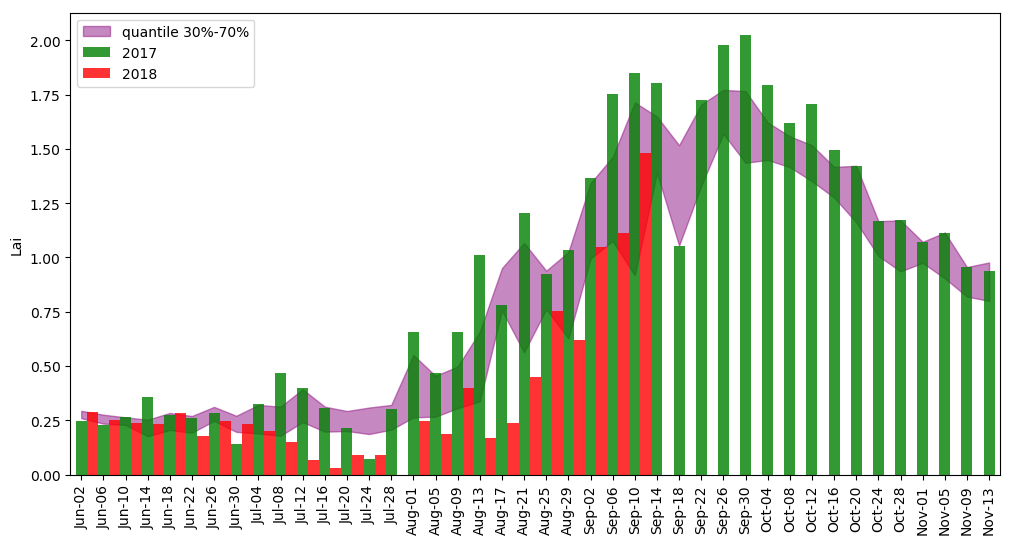 quantile 30%-70%
2017
2018
2.00
1.75
1.50
1.25
1.00
0.75
0.50
0.25
0.00
Lai
Jun-02
Jun-06
Jun-10
Jun-14
Jun-18
Jun-22
Jun-26
Jun-30
Jul-04
Jul-08
Jul-12
Jul-16
Jul-20
Jul-24
Jul-28
Aug-01
Aug-05
Aug-09
Aug-13
Aug-17
Aug-21
Aug-25
Aug-29
Sep-02
Sep-06
Sep-10
Sep-14
Sep-18
Sep-22
Sep-26
Sep-30
Oct-04
Oct-08
Oct-12
Oct-16
Oct-20
Oct-24
Oct-28
Nov-01
Nov-05
Nov-09
Nov-13